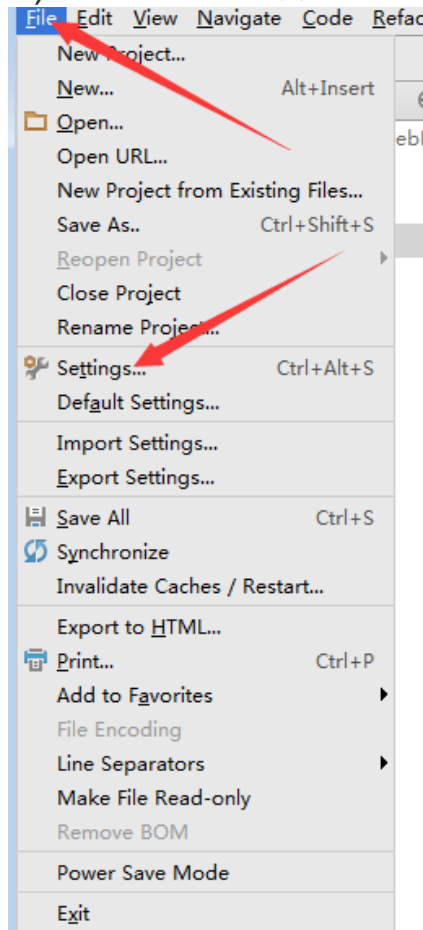 File Edit View Navigate Code Refac
New Project...
New... Alt+Insert
Open...
Open URL...
New Project from Existing Files...
Save As.. Ctrl+Shift+S
Reopen Project
Close Project
Rename Project...
Settings... Ctrl+Alt+S
Default Settings...
Import Settings...
Export Settings...
Save All Ctrl+S
Synchronize
Invalidate Caches / Restart...
Export to HTML...
Print... Ctrl+P
Add to Favorites
File Encoding
Line Separators
Make File Read-only
Remove BOM
Power Save Mode
Exit